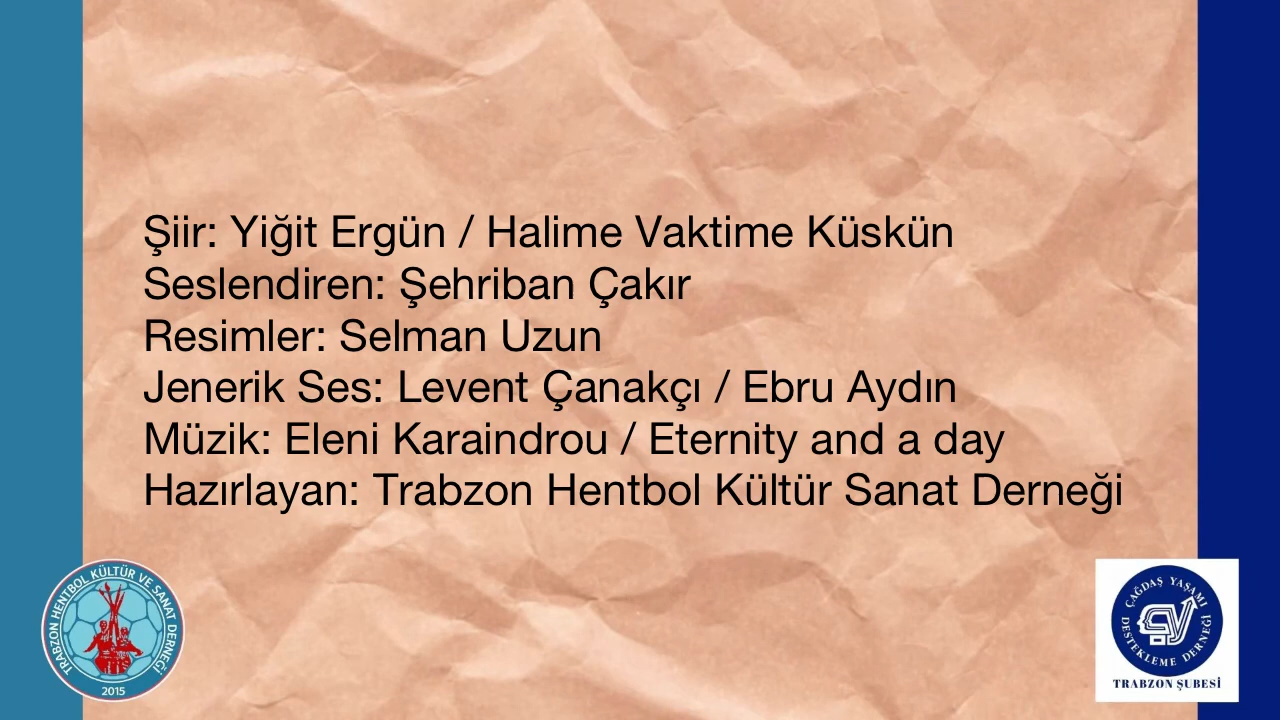 Şiir: Yiğit Ergün / Halime Vaktime Küskün
Seslendiren: Şehriban Çakır
Resimler: Selman Uzun
Jenerik Ses: Levent Çanakçı / Ebru Aydın
Müzik: Eleni Karaindrou / Eternity and a day
Hazırlayan: Trabzon Hentbol Kültür Sanat Derneği
TRABZON HENTBOL KÜLTÜR VE SANAT DERNEĞİ
2015
ÇAĞDAŞ YAŞAMI
DESTEKLEME DERNEĞİ
TRABZON ŞUBESİ